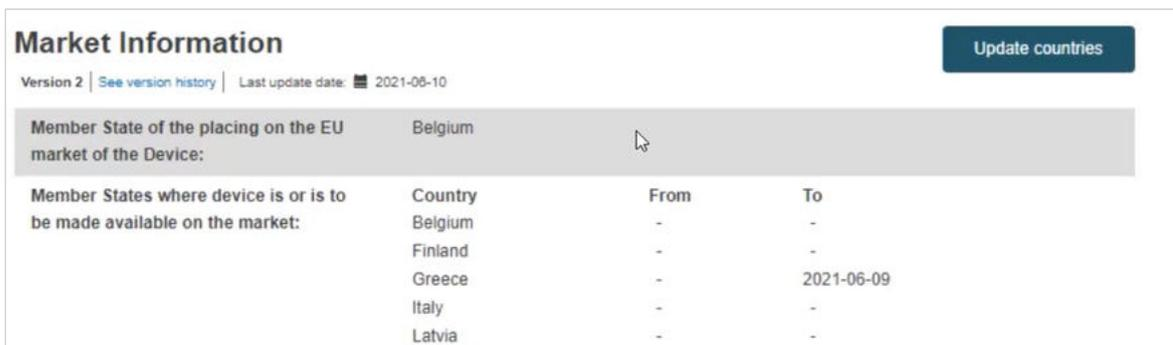 Market Information
Update countries
Version 2 | See version history | Last update date: 2021-06-10
Member State of the placing on the EU Belgium
market of the Device:
Member States where device is or is to Country From To
be made available on the market: Belgium - -
Finland - -
Greece - 2021-06-09
Italy - -
Latvia - -